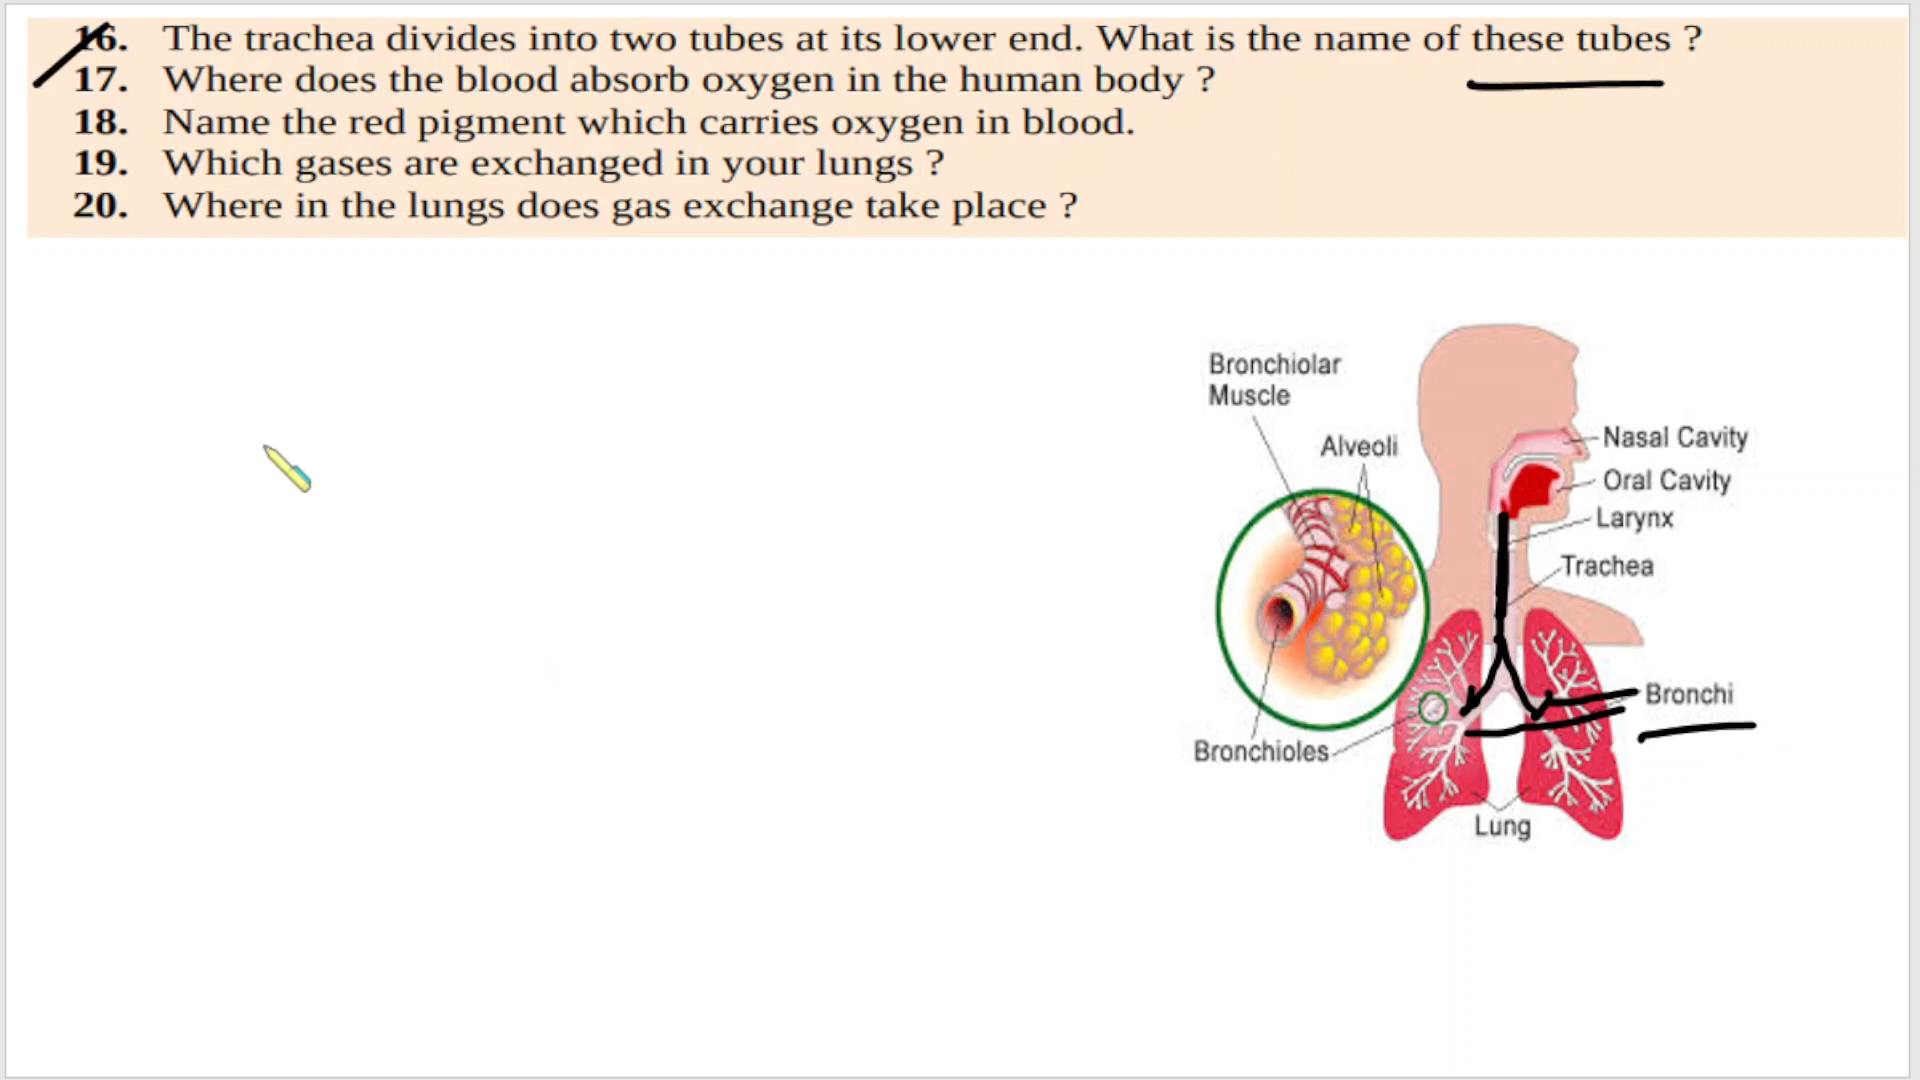 16. The trachea divides into two tubes at its lower end. What is the name of these tubes ?
17. Where does the blood absorb oxygen in the human body ?
18. Name the red pigment which carries oxygen in blood.
19. Which gases are exchanged in your lungs ?
20. Where in the lungs does gas exchange take place ?
Bronchiolar
Muscle
Alveoli
Nasal Cavity
Oral Cavity
Larynx
Trachea
Bronchi
Bronchioles
Lung